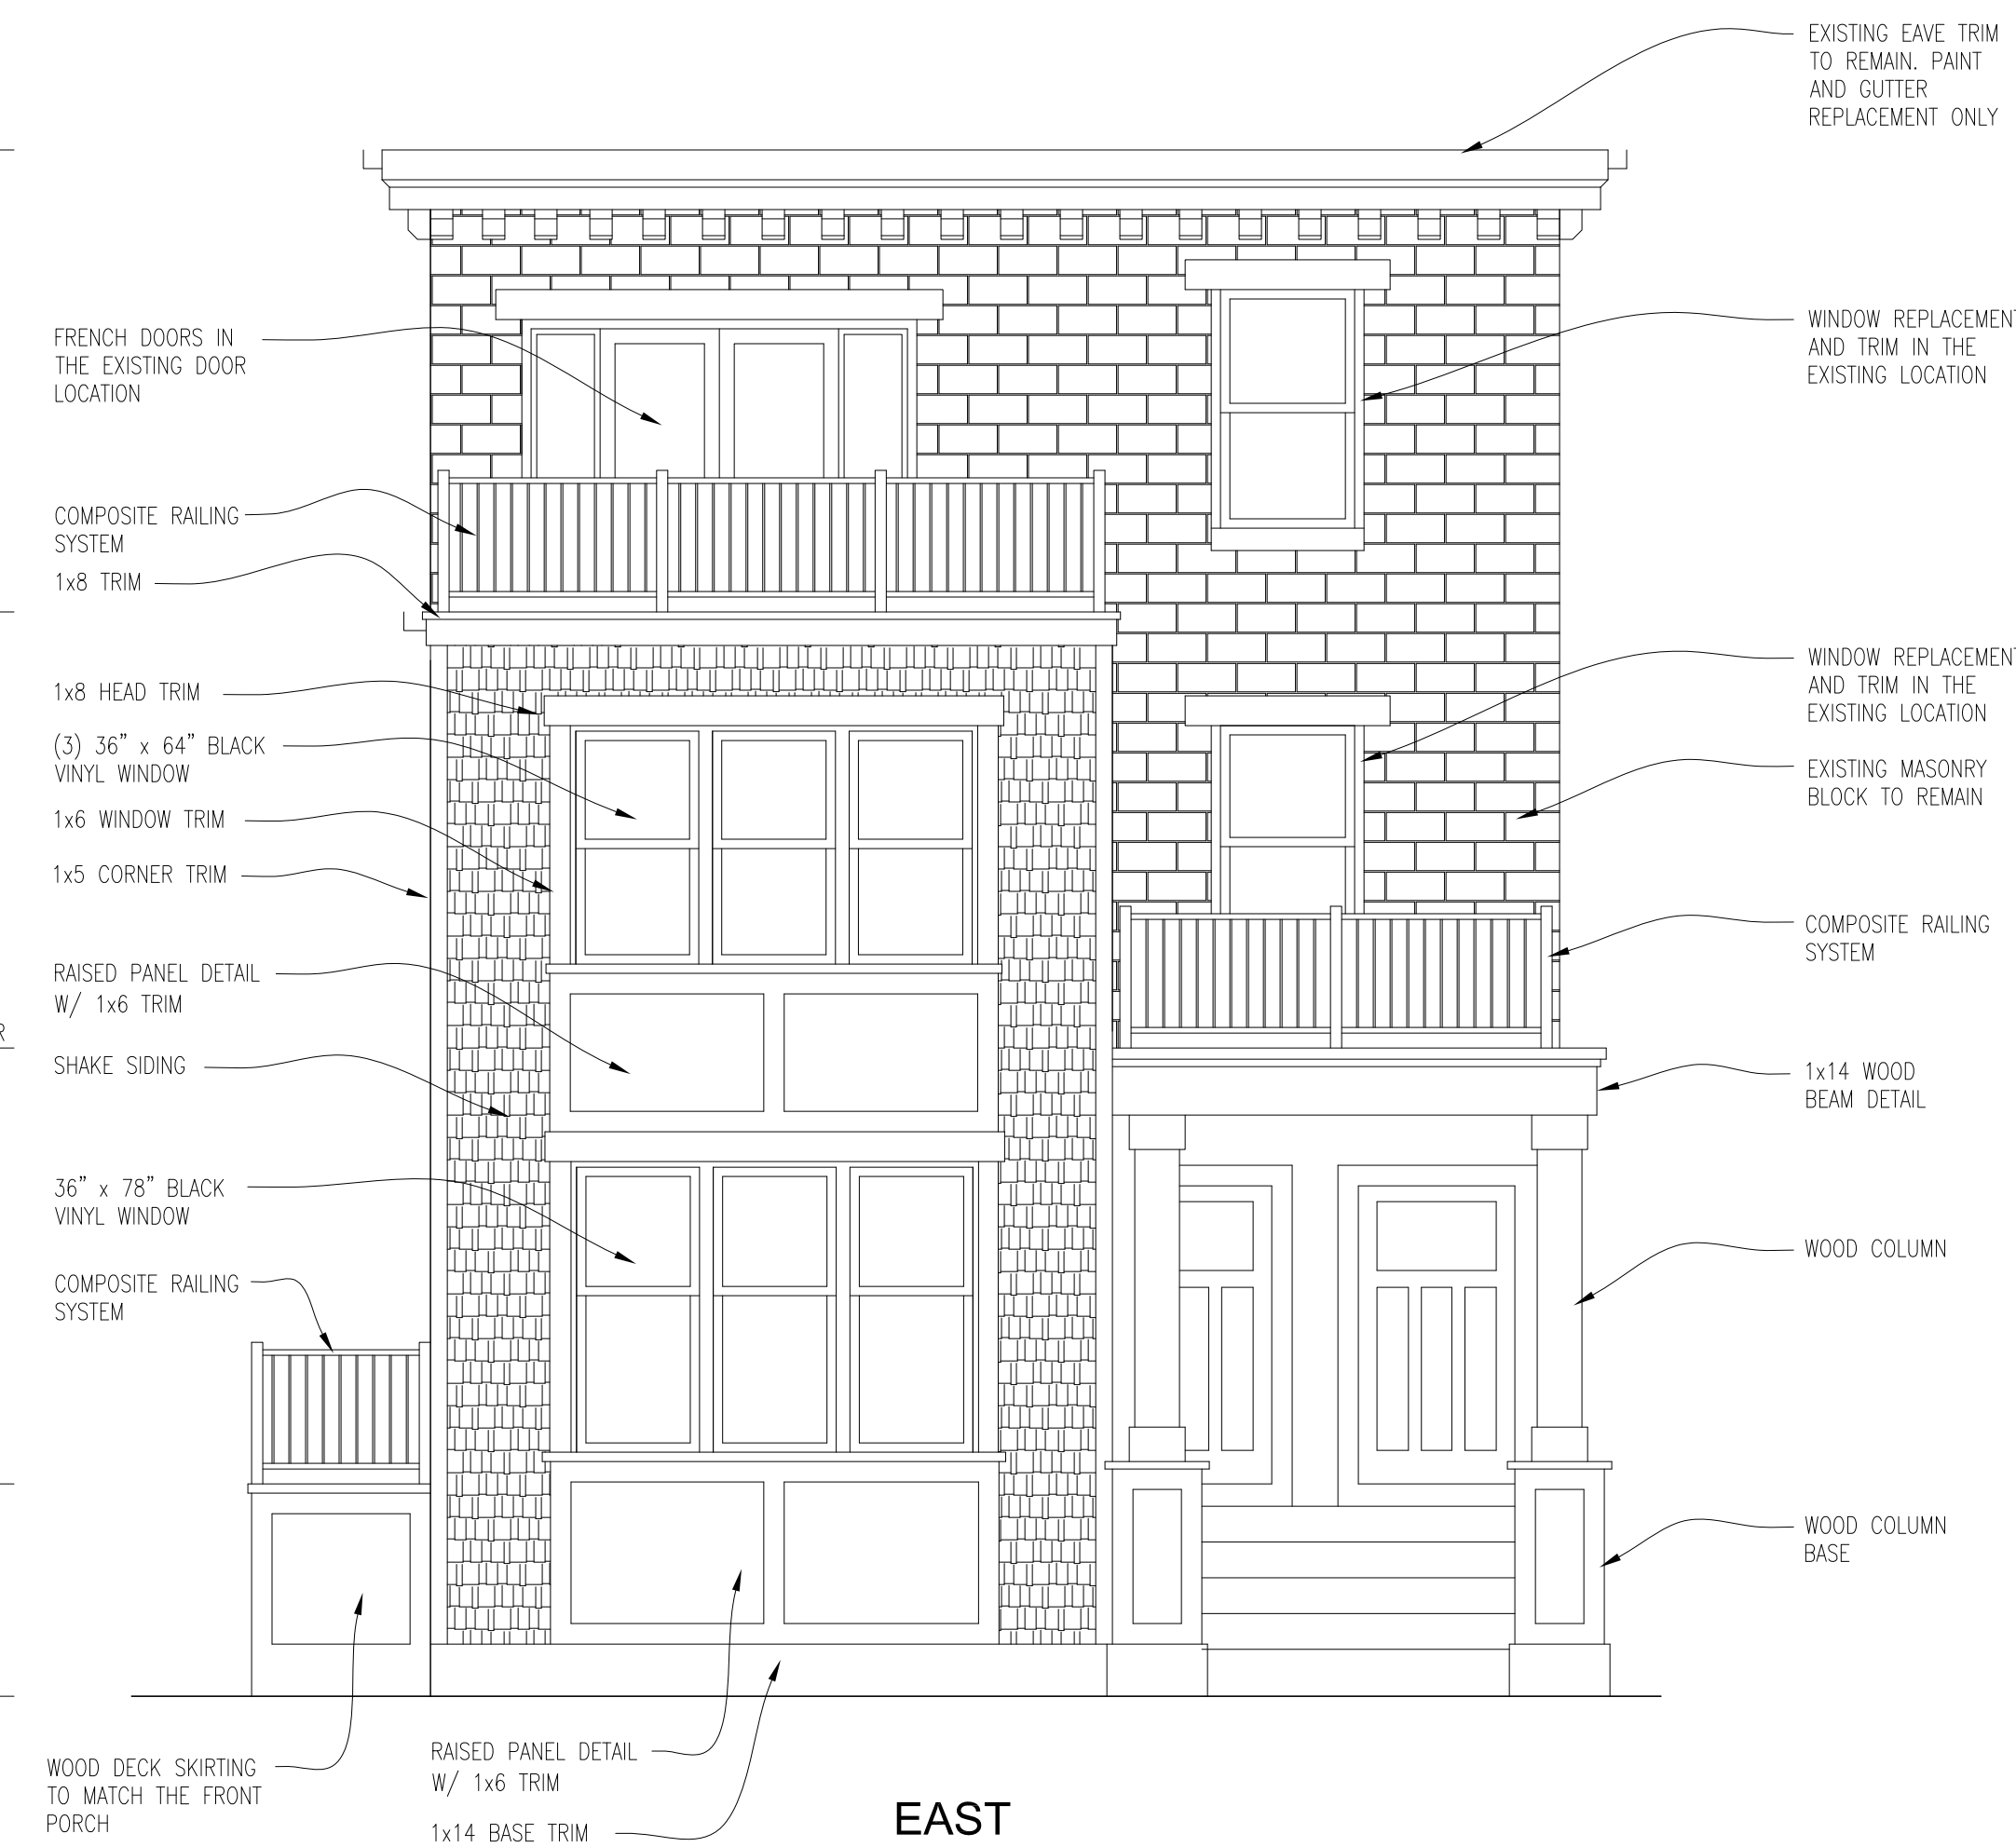 EXISTING EAVE TRIM
TO REMAIN. PAINT
AND GUTTER
REPLACEMENT ONLY
FRENCH DOORS IN
THE EXISTING DOOR
LOCATION
COMPOSITE RAILING
SYSTEM
1x8 TRIM
1x8 HEAD TRIM
(3) 36" x 64" BLACK
VINYL WINDOW
1x6 WINDOW TRIM
1x5 CORNER TRIM
RAISED PANEL DETAIL
W/ 1x6 TRIM
R
SHAKE SIDING
36" x 78" BLACK
VINYL WINDOW
COMPOSITE RAILING
SYSTEM
WINDOW REPLACEMENT
AND TRIM IN THE
EXISTING LOCATION
WINDOW REPLACEMENT
AND TRIM IN THE
EXISTING LOCATION
EXISTING MASONRY
BLOCK TO REMAIN
COMPOSITE RAILING
SYSTEM
1x14 WOOD
BEAM DETAIL
WOOD COLUMN
WOOD COLUMN
BASE
WOOD DECK SKIRTING
TO MATCH THE FRONT
PORCH
RAISED PANEL DETAIL
W/ 1x6 TRIM
1x14 BASE TRIM
EAST